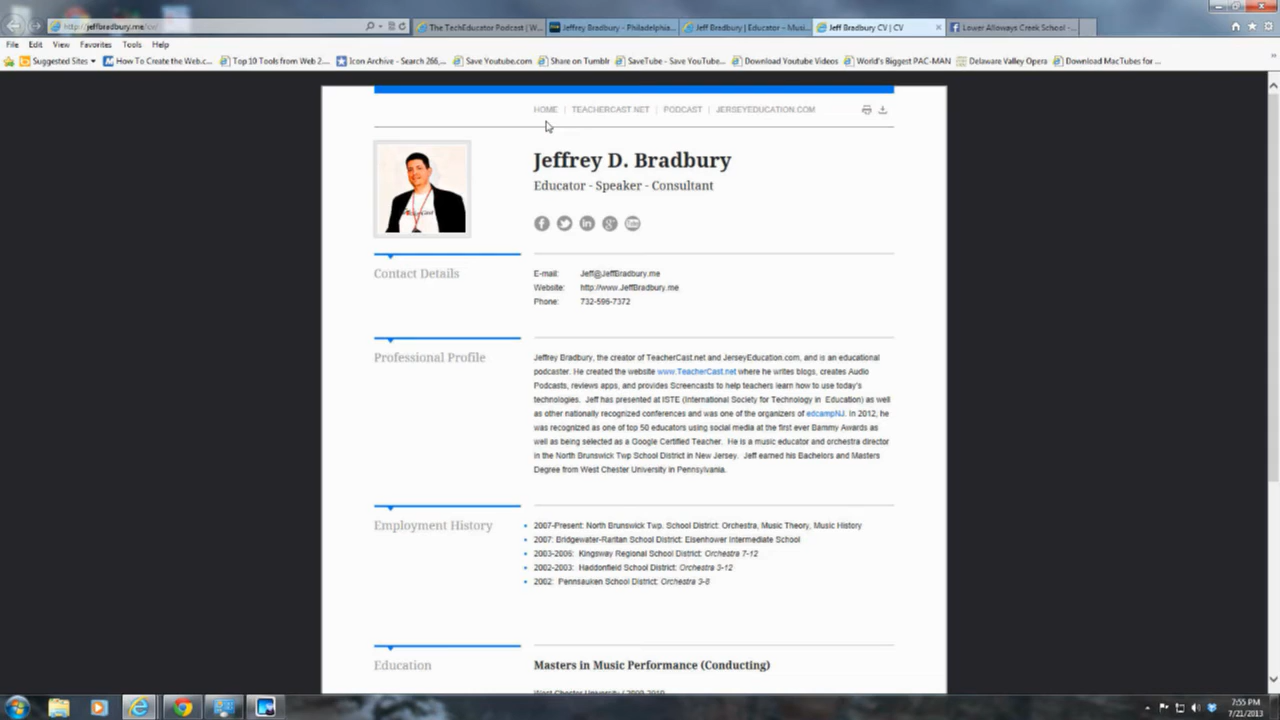 http://jeffbradbury.me/cv/
The TechEducator Podcast | W...
Jeffrey Bradbury - Philadelphia...
Jeff Bradbury | Educator – Musi...
Jeff Bradbury CV | CV
Lower Alloways Creek School -...
File Edit View Favorites Tools Help
Suggested Sites
How To Create the Web.c...
Top 10 Tools from Web 2....
Icon Archive - Search 266,...
Save Youtube.com
Share on Tumblr
SaveTube - Save YouTube...
Download Youtube Videos
World's Biggest PAC-MAN
Delaware Valley Opera
Download MacTubes for ...
HOME | TEACHERCAST.NET | PODCAST | JERSEYEDUCATION.COM
Jeffrey D. Bradbury
Educator - Speaker - Consultant
Contact Details
E-mail: Jeff@JeffBradbury.me
Website: http://www.JeffBradbury.me
Phone: 732-596-7372
Professional Profile
Jeffrey Bradbury, the creator of TeacherCast.net and JerseyEducation.com, and is an educational
podcaster. He created the website www.TeacherCast.net where he writes blogs, creates Audio
Podcasts, reviews apps, and provides Screencasts to help teachers learn how to use today's
technologies. Jeff has presented at ISTE (International Society for Technology in Education) as well
as other nationally recognized conferences and was one of the organizers of edcampNJ. In 2012, he
was recognized as one of top 50 educators using social media at the first ever Bammy Awards as
well as being selected as a Google Certified Teacher. He is a music educator and orchestra director
in the North Brunswick Twp School District in New Jersey. Jeff earned his Bachelors and Masters
Degree from West Chester University in Pennsylvania.
Employment History
2007-Present: North Brunswick Twp. School District: Orchestra, Music Theory, Music History
2007: Bridgewater-Raritan School District: Eisenhower Intermediate School
2003-2006: Kingsway Regional School District: Orchestra 7-12
2002-2003: Haddonfield School District: Orchestra 3-12
2002: Pennsauken School District: Orchestra 3-8
Education
Masters in Music Performance (Conducting)
West Chester University / 2009-2010
7:55 PM
7/21/2013